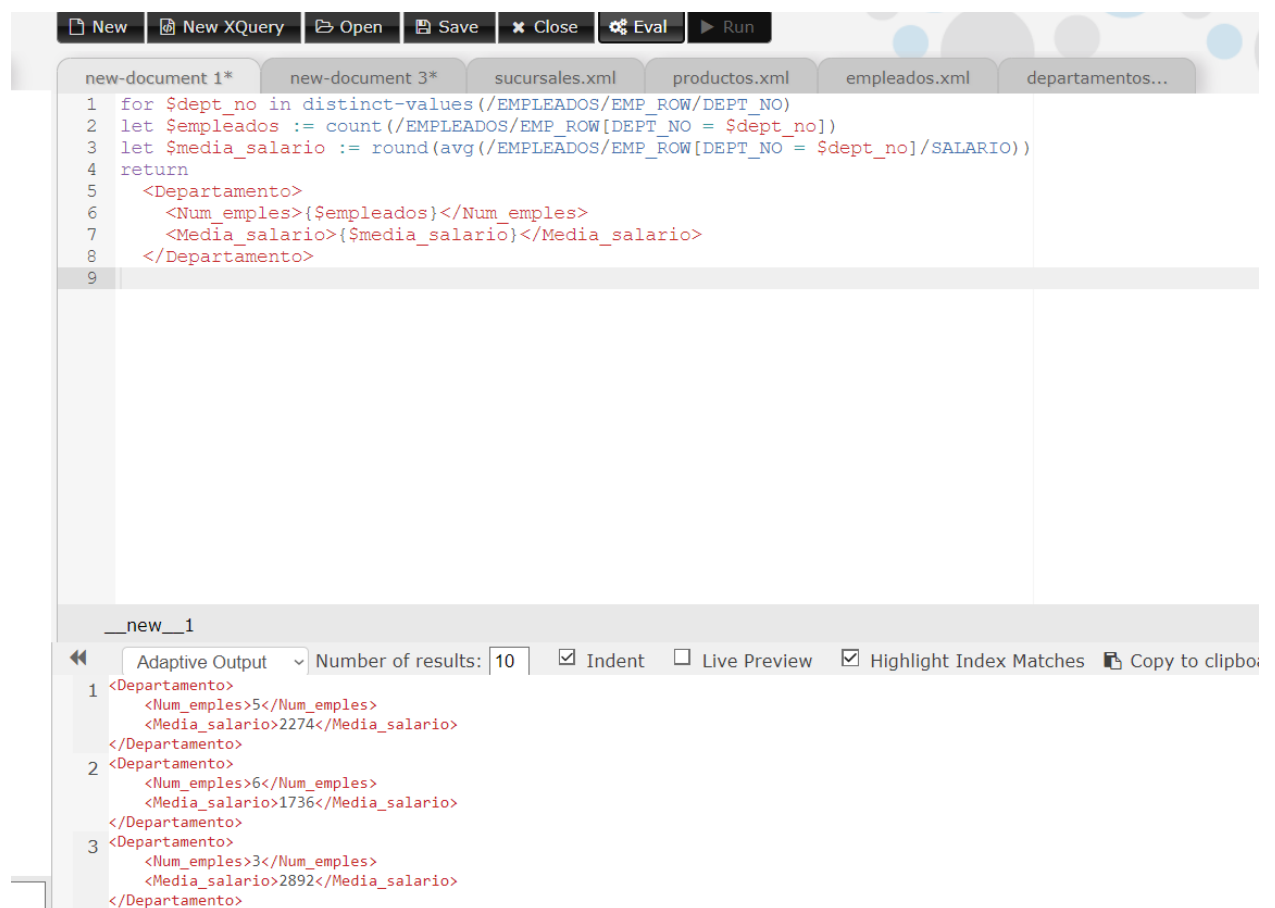 New New XQuery Open Save Close Eval Run
new-document 1* new-document 3* sucursales.xml productos.xml empleados.xml departamentos...
1 for $dept_no in distinct-values(/EMPLEADOS/EMP_ROW/DEPT_NO)
2 let $empleados := count(/EMPLEADOS/EMP_ROW[DEPT_NO = $dept_no])
3 let $media_salario := round(avg(/EMPLEADOS/EMP_ROW[DEPT_NO = $dept_no]/SALARIO))
4 return
5 <Departamento>
6 <Num_emples>{$empleados}</Num_emples>
7 <Media_salario>{$media_salario}</Media_salario>
8 </Departamento>
9
__new__1
Adaptive Output Number of results: 10 Indent Live Preview Highlight Index Matches Copy to clipboa
1 <Departamento>
<Num_emples>5</Num_emples>
<Media_salario>2274</Media_salario>
</Departamento>
2 <Departamento>
<Num_emples>6</Num_emples>
<Media_salario>1736</Media_salario>
</Departamento>
3 <Departamento>
<Num_emples>3</Num_emples>
<Media_salario>2892</Media_salario>
</Departamento>